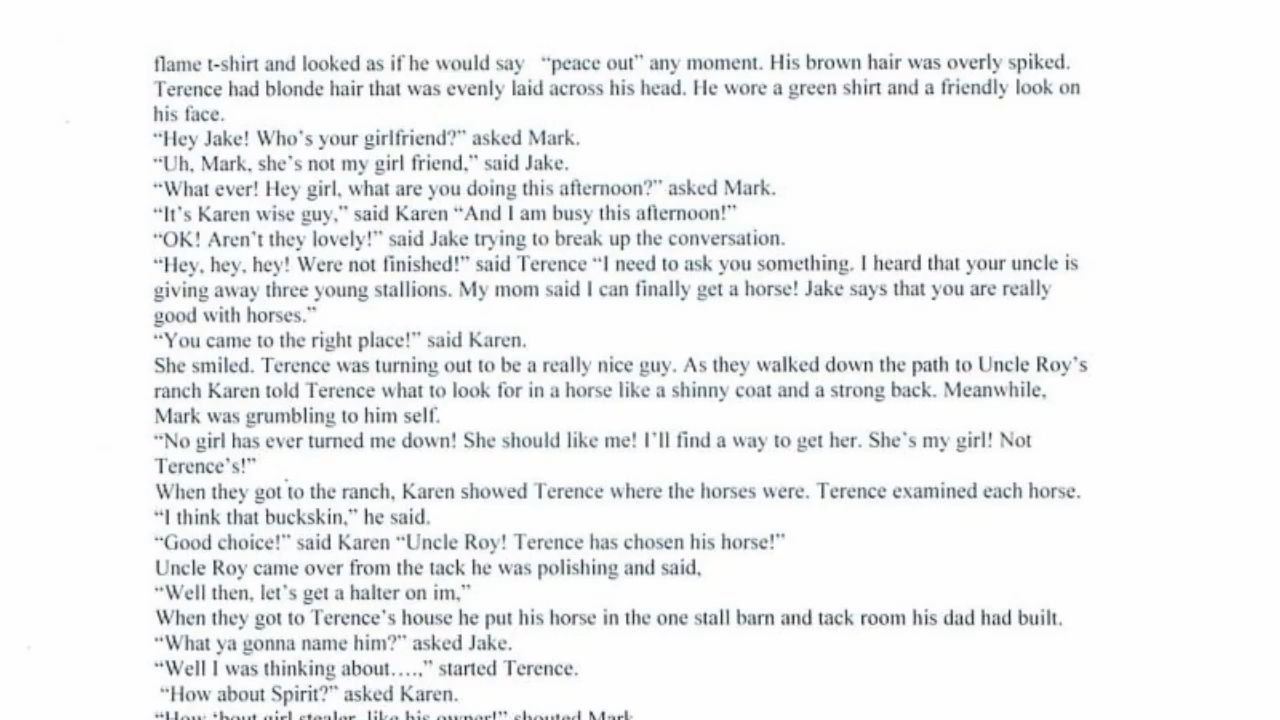 flame t-shirt and looked as if he would say “peace out” any moment. His brown hair was overly spiked.
Terence had blonde hair that was evenly laid across his head. He wore a green shirt and a friendly look on
his face.
“Hey Jake! Who’s your girlfriend?” asked Mark.
“Uh, Mark, she’s not my girl friend,” said Jake.
“What ever! Hey girl, what are you doing this afternoon?” asked Mark.
“It’s Karen wise guy,” said Karen “And I am busy this afternoon!”
“OK! Aren’t they lovely!” said Jake trying to break up the conversation.
“Hey, hey, hey! Were not finished!” said Terence “I need to ask you something. I heard that your uncle is
giving away three young stallions. My mom said I can finally get a horse! Jake says that you are really
good with horses.”
“You came to the right place!” said Karen.
She smiled. Terence was turning out to be a really nice guy. As they walked down the path to Uncle Roy’s
ranch Karen told Terence what to look for in a horse like a shinny coat and a strong back. Meanwhile,
Mark was grumbling to him self.
“No girl has ever turned me down! She should like me! I’ll find a way to get her. She’s my girl! Not
Terence’s!”
When they got to the ranch, Karen showed Terence where the horses were. Terence examined each horse.
“I think that buckskin,” he said.
“Good choice!” said Karen “Uncle Roy! Terence has chosen his horse!”
Uncle Roy came over from the tack he was polishing and said,
“Well then, let’s get a halter on im,”
When they got to Terence’s house he put his horse in the one stall barn and tack room his dad had built.
“What ya gonna name him?” asked Jake.
“Well I was thinking about….,” started Terence.
“How about Spirit?” asked Karen.
“How ‘bout girl stealer, like his owner!” shouted Mark